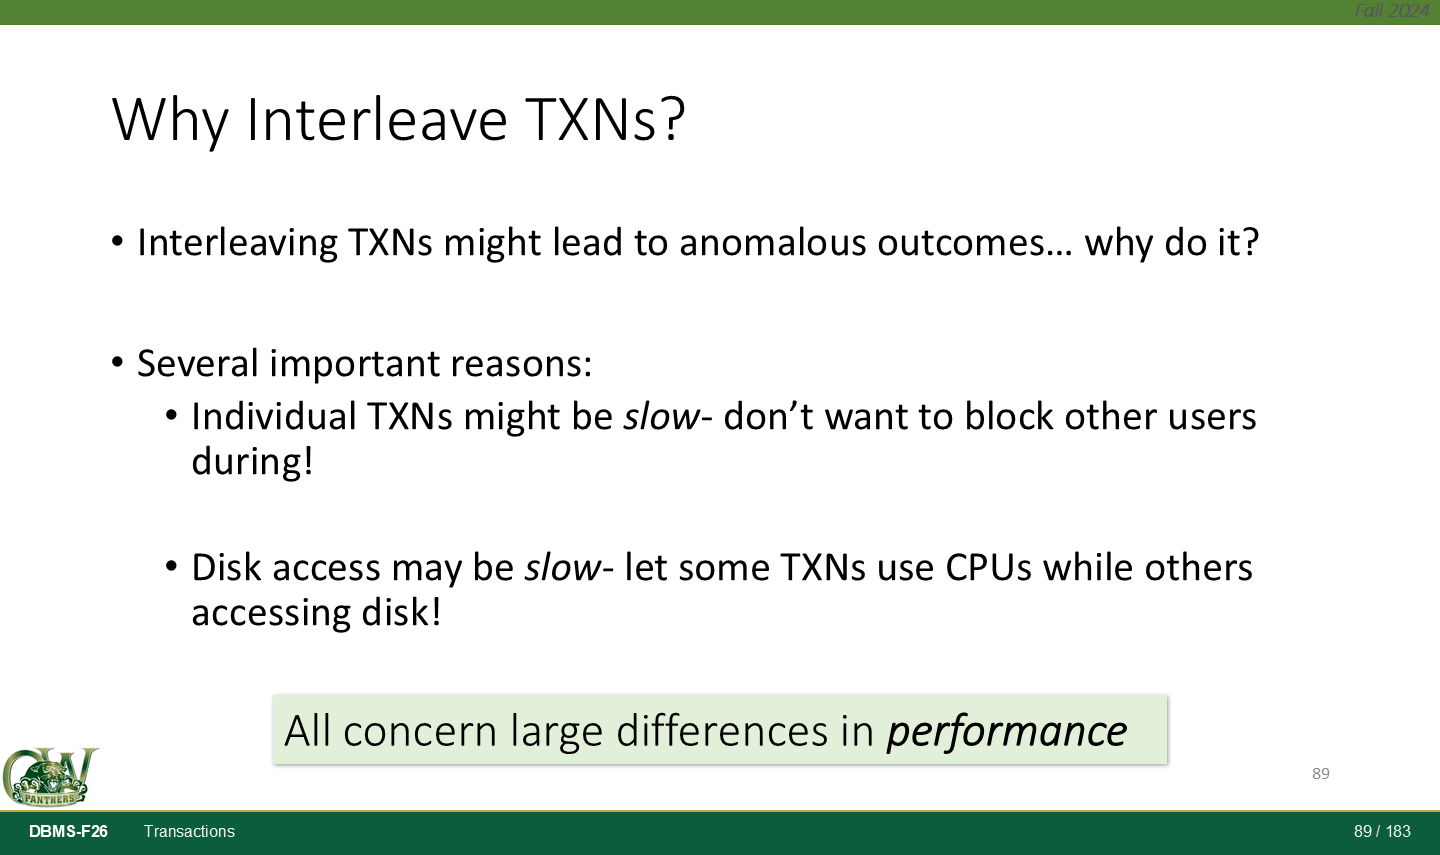 Fall 2024
Why Interleave TXNs?
• Interleaving TXNs might lead to anomalous outcomes… why do it?
• Several important reasons:
• Individual TXNs might be slow- don’t want to block other users
during!
• Disk access may be slow- let some TXNs use CPUs while others
accessing disk!
All concern large differences in performance
89
CW
PANTHERS
DBMS-F26 Transactions 89 / 183